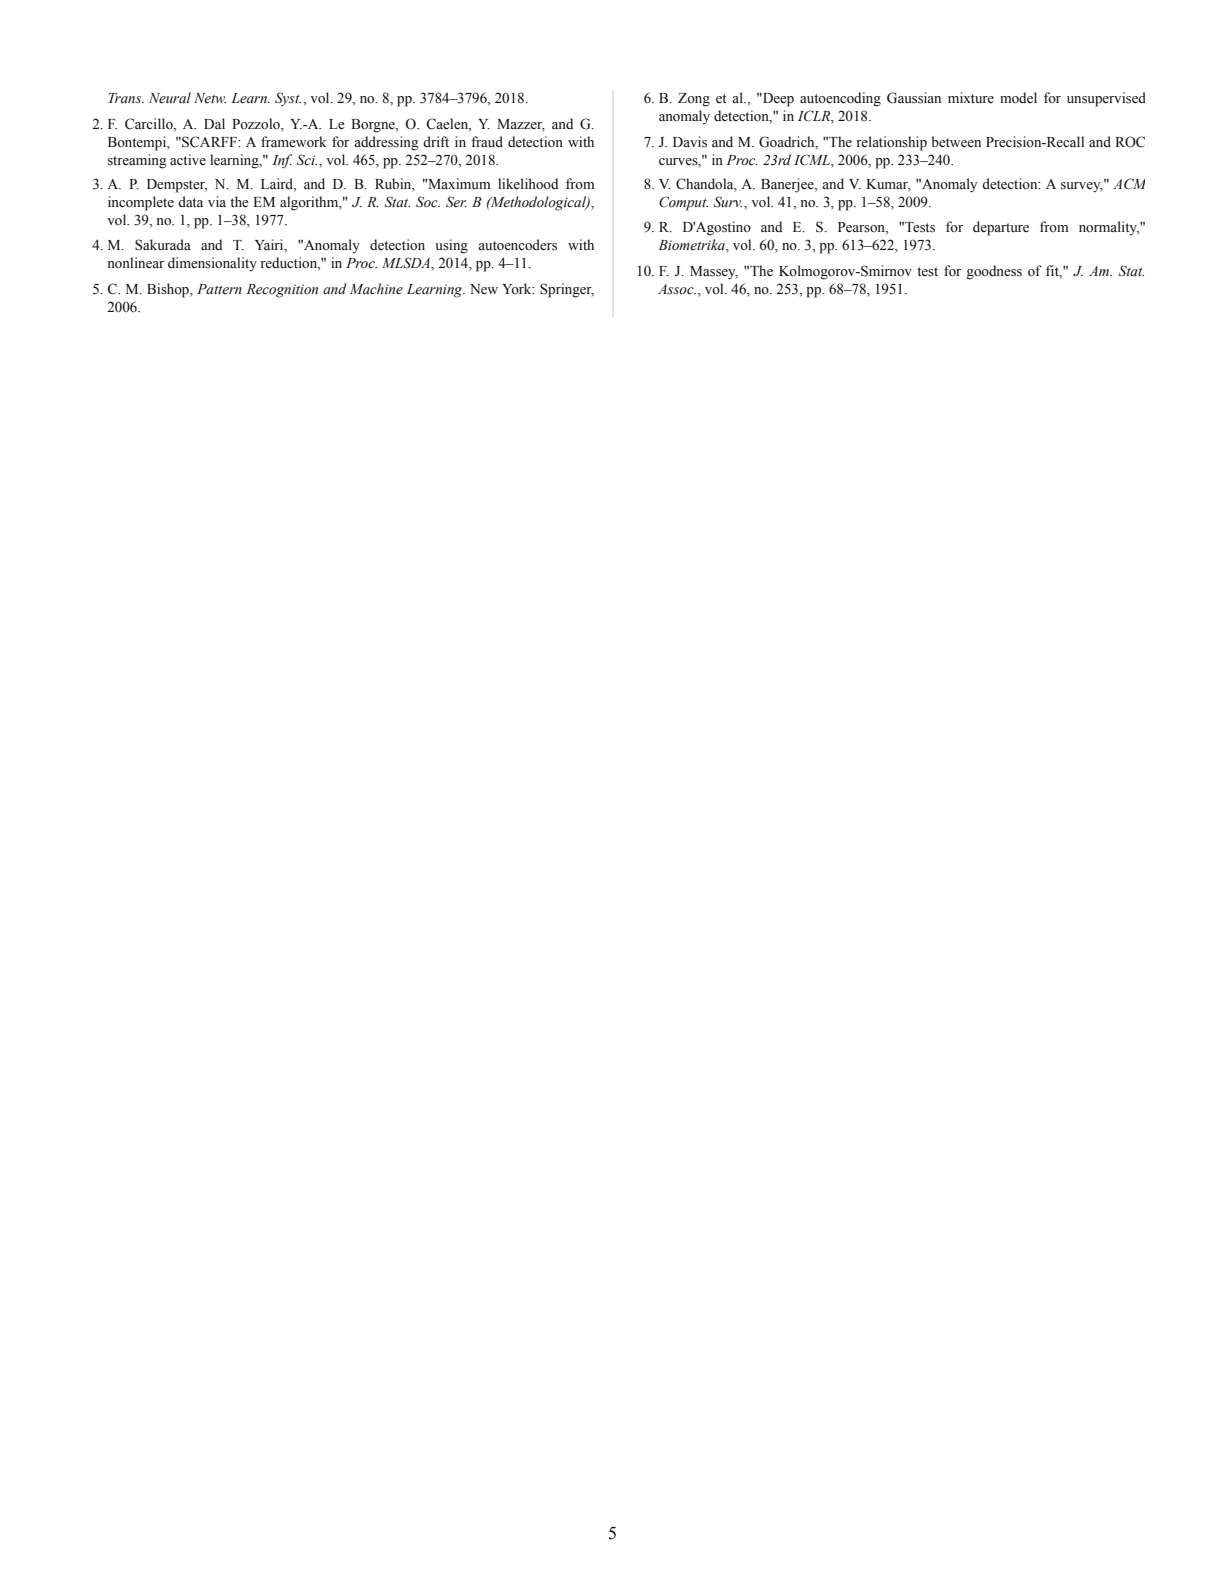 Trans. Neural Netw. Learn. Syst., vol. 29, no. 8, pp. 3784–3796, 2018.
2. F. Carcillo, A. Dal Pozzolo, Y.-A. Le Borgne, O. Caelen, Y. Mazzer, and G.
Bontempi, "SCARFF: A framework for addressing drift in fraud detection with
streaming active learning," Inf. Sci., vol. 465, pp. 252–270, 2018.
3. A. P. Dempster, N. M. Laird, and D. B. Rubin, "Maximum likelihood from
incomplete data via the EM algorithm," J. R. Stat. Soc. Ser. B (Methodological),
vol. 39, no. 1, pp. 1–38, 1977.
4. M. Sakurada and T. Yairi, "Anomaly detection using autoencoders with
nonlinear dimensionality reduction," in Proc. MLSDA, 2014, pp. 4–11.
5. C. M. Bishop, Pattern Recognition and Machine Learning. New York: Springer,
2006.
6. B. Zong et al., "Deep autoencoding Gaussian mixture model for unsupervised
anomaly detection," in ICLR, 2018.
7. J. Davis and M. Goadrich, "The relationship between Precision-Recall and ROC
curves," in Proc. 23rd ICML, 2006, pp. 233–240.
8. V. Chandola, A. Banerjee, and V. Kumar, "Anomaly detection: A survey," ACM
Comput. Surv., vol. 41, no. 3, pp. 1–58, 2009.
9. R. D'Agostino and E. S. Pearson, "Tests for departure from normality,"
Biometrika, vol. 60, no. 3, pp. 613–622, 1973.
10. F. J. Massey, "The Kolmogorov-Smirnov test for goodness of fit," J. Am. Stat.
Assoc., vol. 46, no. 253, pp. 68–78, 1951.
5